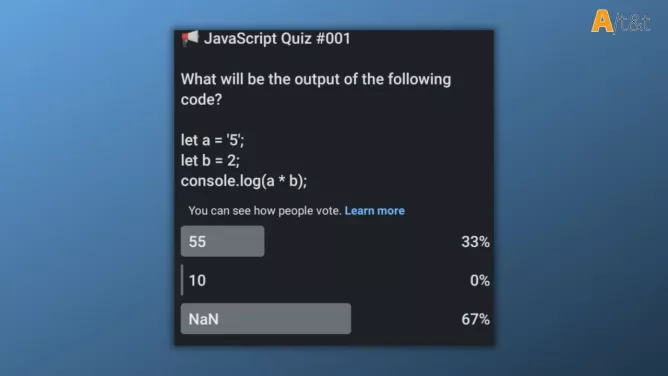 A/t&t
📢 JavaScript Quiz #001
What will be the output of the following
code?
let a = '5';
let b = 2;
console.log(a * b);
You can see how people vote. Learn more
55 33%
10 0%
NaN 67%